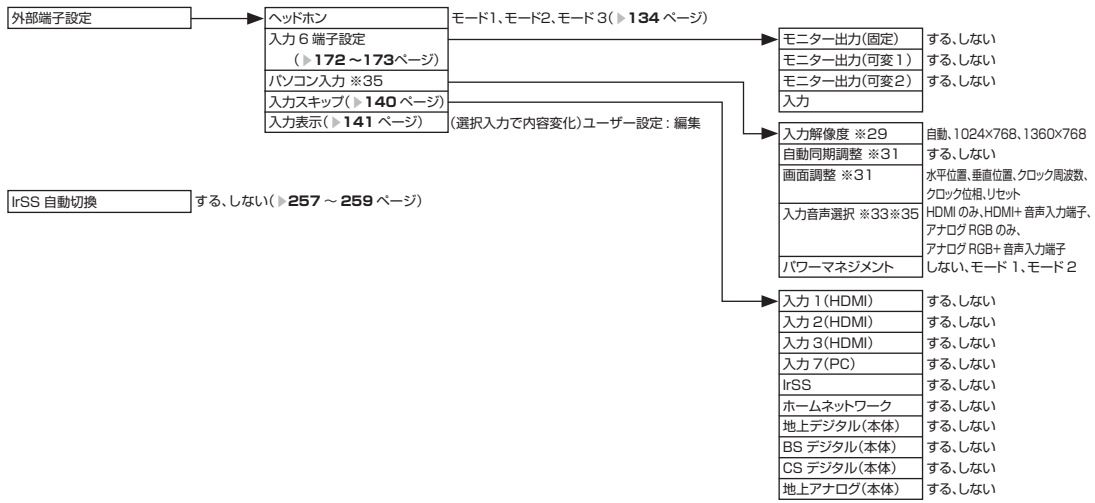 外部端子設定
ヘッドホン
モード1、モード2、モード3(▶134 ページ)
入力 6 端子設定
(▶172～173ページ)
パソコン入力 ※35
入力スキップ(▶140 ページ)
入力表示(▶141 ページ)
(選択入力で内容変化)ユーザー設定 : 編集
モニター出力(固定)
する、しない
モニター出力(可変1)
する、しない
モニター出力(可変2)
する、しない
入力
入力解像度 ※29
自動、1024×768、1360×768
自動同期調整 ※31
する、しない
画面調整 ※31
水平位置、垂直位置、クロック周波数、
クロック位相、リセット
入力音声選択 ※33※35
HDMI のみ、HDMI+ 音声入力端子、
アナログ RGB のみ、
アナログ RGB+ 音声入力端子
パワーマネジメント
しない、モード 1、モード 2
IrSS 自動切換
する、しない(▶257 ～ 259 ページ)
入力 1(HDMI)
する、しない
入力 2(HDMI)
する、しない
入力 3(HDMI)
する、しない
入力 7(PC)
する、しない
IrSS
する、しない
ホームネットワーク
する、しない
地上デジタル(本体)
する、しない
BS デジタル(本体)
する、しない
CS デジタル(本体)
する、しない
地上アナログ(本体)
する、しない